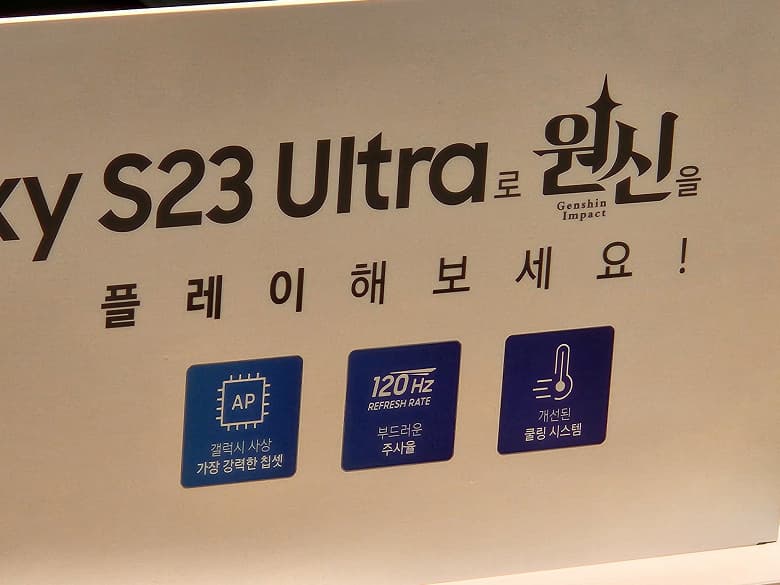 xy S23 Ultra로 원신을
Genshin
Impact
플레이해보세요!
AP
갤럭시 사상
가장 강력한 칩셋
120HZ
REFRESH RATE
부드러운
주사율
개선된
쿨링 시스템